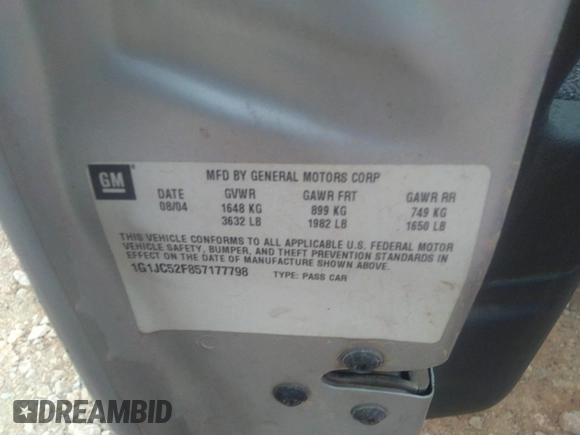 GM
MFD BY GENERAL MOTORS CORP
DATE GVWR GAWR FRT GAWR RR
08/04 1648 KG 899 KG 749 KG
3632 LB 1982 LB 1650 LB
THIS VEHICLE CONFORMS TO ALL APPLICABLE U.S. FEDERAL MOTOR
VEHICLE SAFETY, BUMPER, AND THEFT PREVENTION STANDARDS IN
EFFECT ON THE DATE OF MANUFACTURE SHOWN ABOVE.
1G1JC52F857177798 TYPE: PASS CAR
DREAMBID